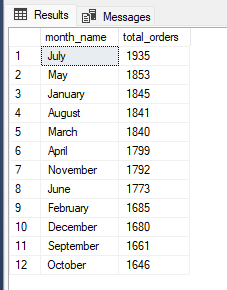 Results Messages
month_name total_orders
1 July 1935
2 May 1853
3 January 1845
4 August 1841
5 March 1840
6 April 1799
7 November 1792
8 June 1773
9 February 1685
10 December 1680
11 September 1661
12 October 1646